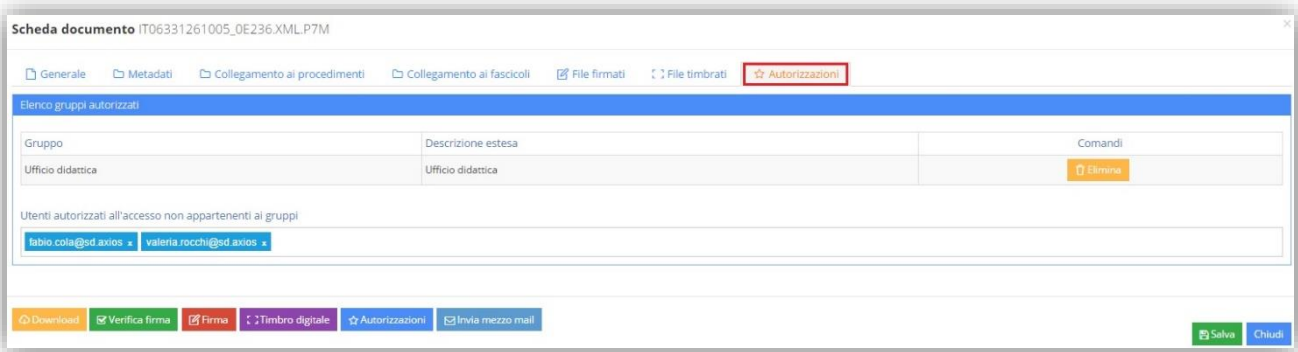 Scheda documento IT06331261005_0E236.XML.P7M
Generale Metadati Collegamento ai procedimenti Collegamento ai fascicoli File firmati File timbrati Autorizzazioni
Elenco gruppi autorizzati
Gruppo Descrizione estesa Comandi
Ufficio didattica Ufficio didattica Elimina
Utenti autorizzati all'accesso non appartenenti ai gruppi
fabio.cola@sd.axios x valeria.rocchi@sd.axios x
Download Verifica firma Firma Timbro digitale Autorizzazioni Invia mezzo mail
Salva Chiudi